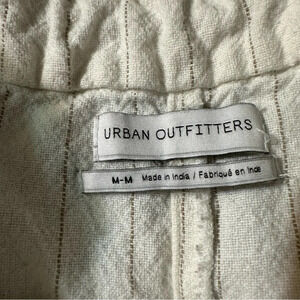 URBAN OUTFITTERS
M-M Made in India / Fabriqué en Inde